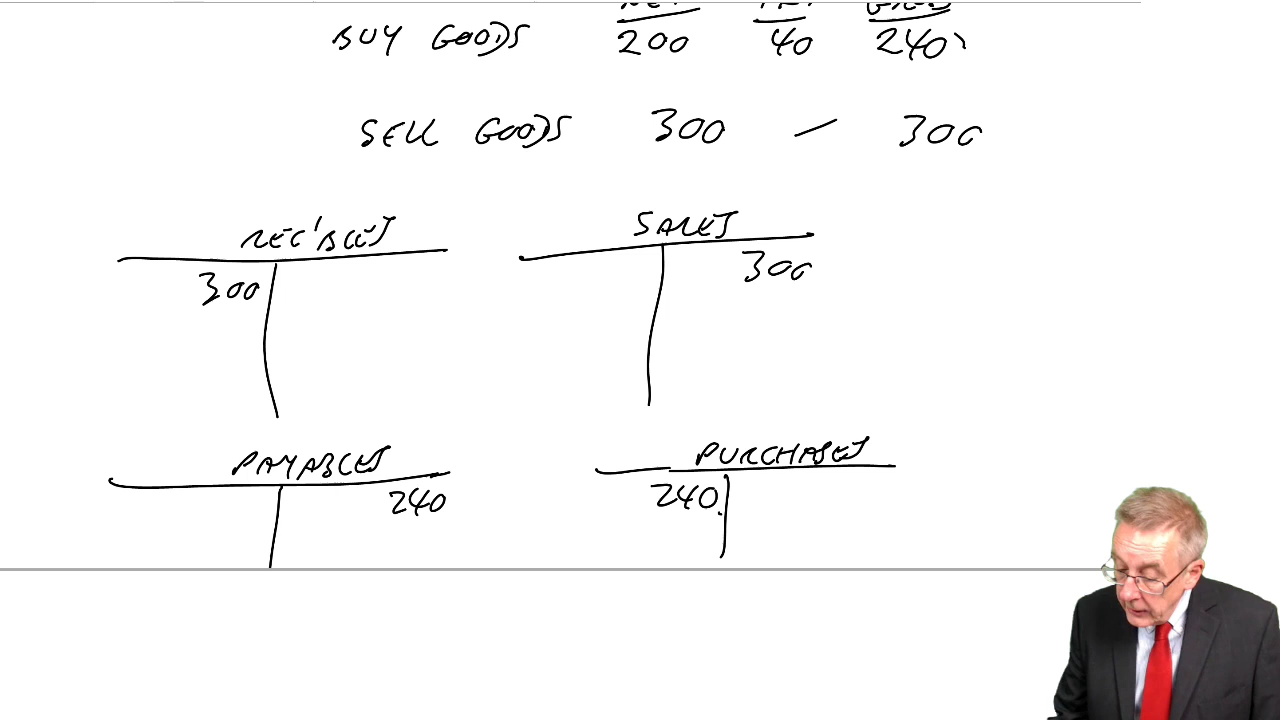 BUY GOODS 200 40 240
SELL GOODS 300 — 300
REC'BLES SALES
300 300
PAYABLES PURCHASES
240 240